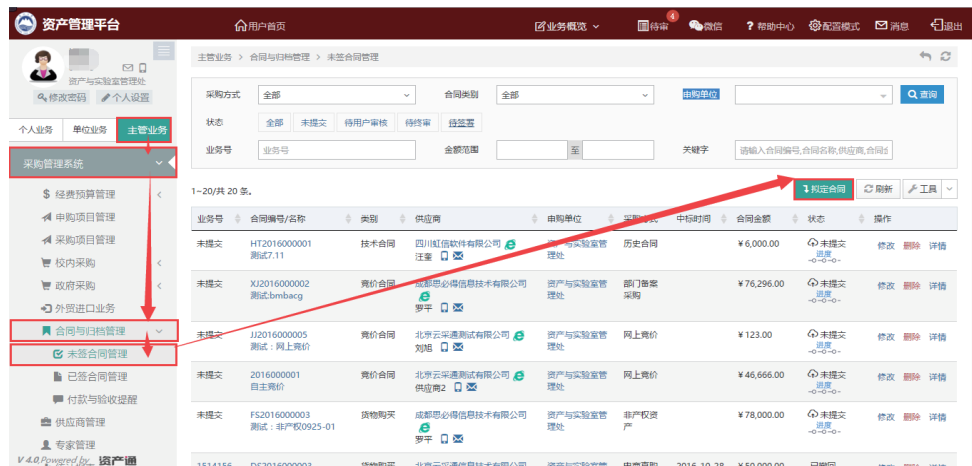 资产管理平台
用户首页
业务概览
待审 4
微信
? 帮助中心
配置模式
消息
退出
资产与实验室管理处
修改密码 个人设置
个人业务 单位业务 主管业务
采购管理系统
$ 经费预算管理
申购项目管理
采购项目管理
校内采购
政府采购
外贸进口业务
合同与归档管理
未签合同管理
已签合同管理
付款与验收提醒
供应商管理
专家管理
V 4.0,Powered by 资产通
主管业务 > 合同与归档管理 > 未签合同管理
采购方式 全部 合同类别 全部 申购单位 查询
状态 全部 未提交 待用户审核 待终审 待签署
业务号 业务号 金额范围 至 关键字 请输入合同编号,合同名称,供应商,合同
1~20/共 20 条。
拟定合同 刷新 工具
业务号 合同编号/名称 类别 供应商 申购单位 采购方式 中标时间 合同金额 状态 操作
未提交 HT2016000001 技术合同 四川虹信软件有限公司 资产与实验室管 历史合同 ¥6,000.00 未提交 修改 删除 详情
测试7.11 汪奎 理处 进度
未提交 XJ2016000002 竞价合同 成都思必得信息技术有限公司 资产与实验室管 部门备案 ¥76,296.00 未提交 修改 删除 详情
测试:bmbacg 理处 采购 进度
罗平
未提交 JJ2016000005 竞价合同 北京云采通测试有限公司 资产与实验室管 网上竞价 ¥123.00 未提交 修改 删除 详情
测试：网上竞价 刘旭 理处 进度
未提交 2016000001 竞价合同 北京云采通测试有限公司 资产与实验室管 网上竞价 ¥46,666.00 未提交 修改 删除 详情
自主竞价 供应商2 理处 进度
未提交 FS2016000003 货物购买 成都思必得信息技术有限公司 资产与实验室管 非产权资 ¥78,000.00 未提交 修改 删除 详情
测试：非产权0925-01 理处 产 进度
罗平